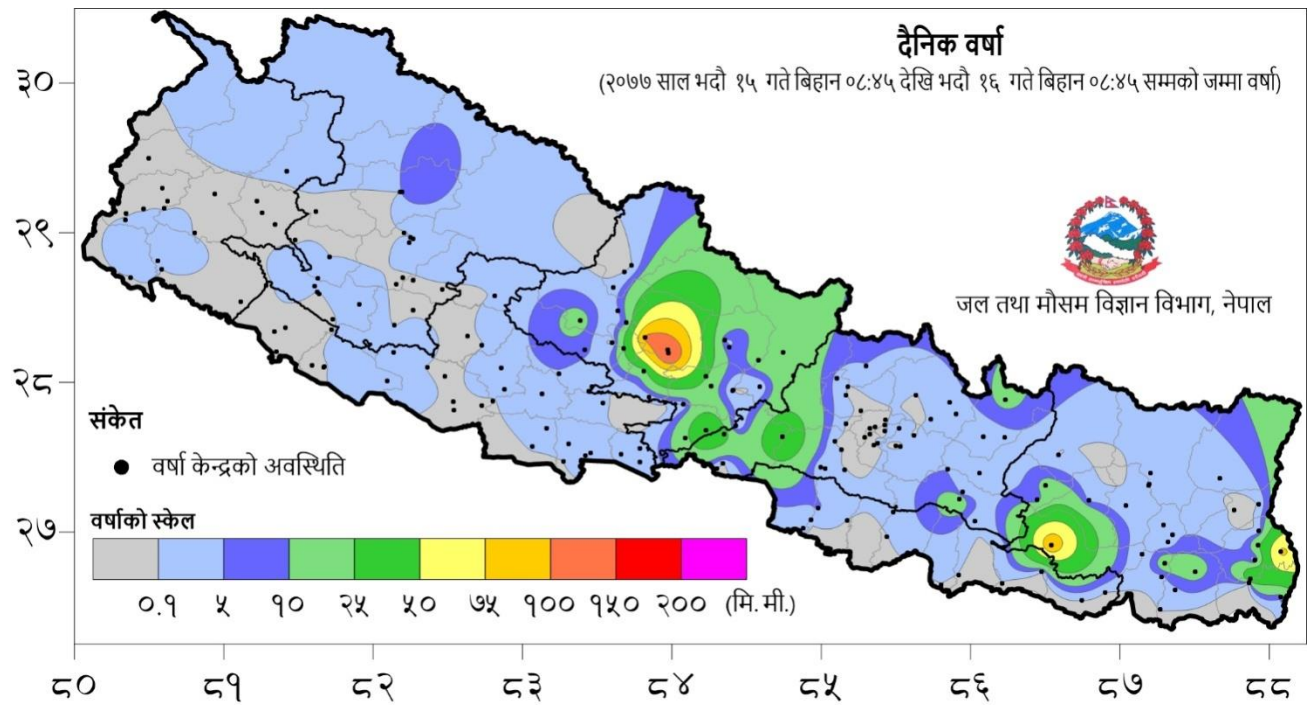 दैनिक वर्षा
(२०७७ साल भदौ १५ गते बिहान ०८:४५ देखि भदौ १६ गते बिहान ०८:४५ सम्मको जम्मा वर्षा)
३०
२९
जल तथा मौसम विज्ञान विभाग, नेपाल
२८
संकेत
वर्षा केन्द्रको अवस्थिति
वर्षाको स्केल
२७
०.१ ५ १० २५ ५० ७५ १०० १५० २०० (मि. मी.)
८० ८१ ८२ ८३ ८४ ८५ ८६ ८७ ८८